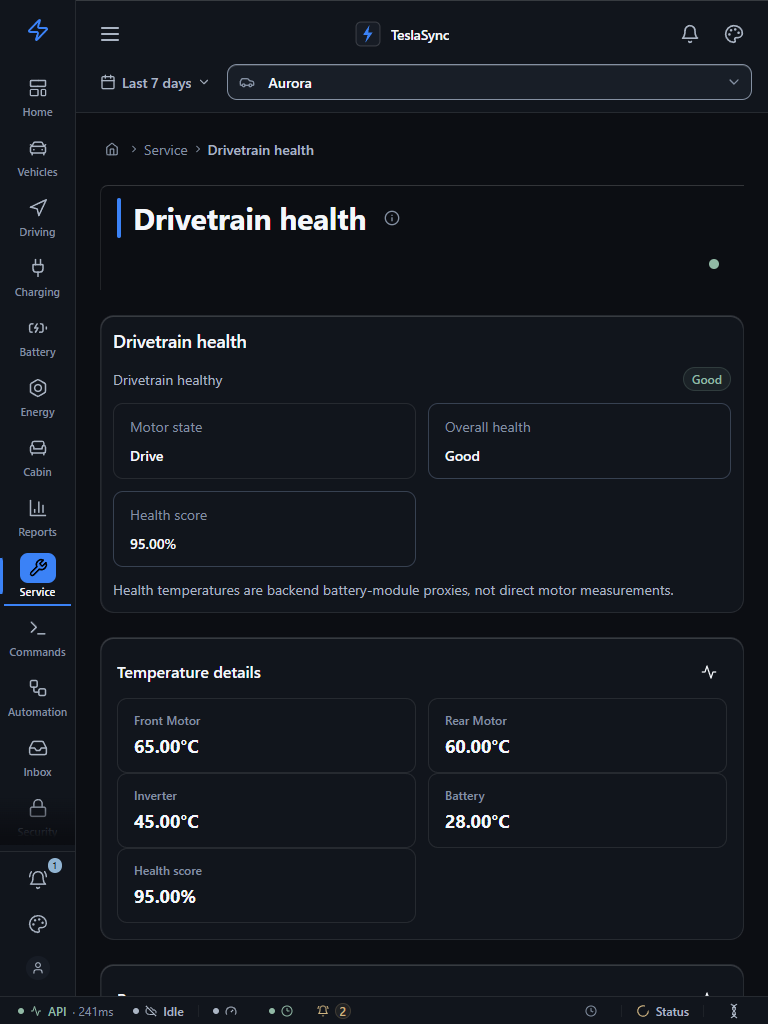 TeslaSync
Last 7 days
Aurora
Home
Vehicles
Driving
Charging
Battery
Energy
Cabin
Reports
Service
Commands
Automation
Inbox
Security
1
Service
Drivetrain health
Drivetrain health
Drivetrain health
Drivetrain healthy
Good
Motor state
Drive
Overall health
Good
Health score
95.00%
Health temperatures are backend battery-module proxies, not direct motor measurements.
Temperature details
Front Motor
65.00°C
Rear Motor
60.00°C
Inverter
45.00°C
Battery
28.00°C
Health score
95.00%
API · 241ms
Idle
2
Status